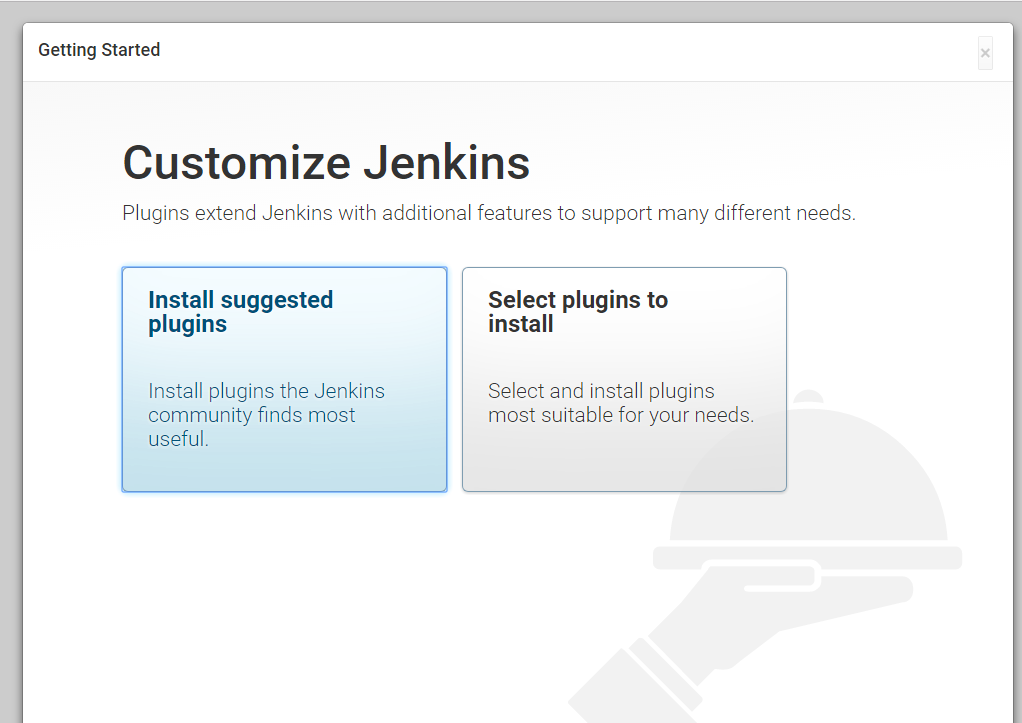 Getting Started
×
Customize Jenkins
Plugins extend Jenkins with additional features to support many different needs.
Install suggested
plugins
Install plugins the Jenkins
community finds most
useful.
Select plugins to
install
Select and install plugins
most suitable for your needs.